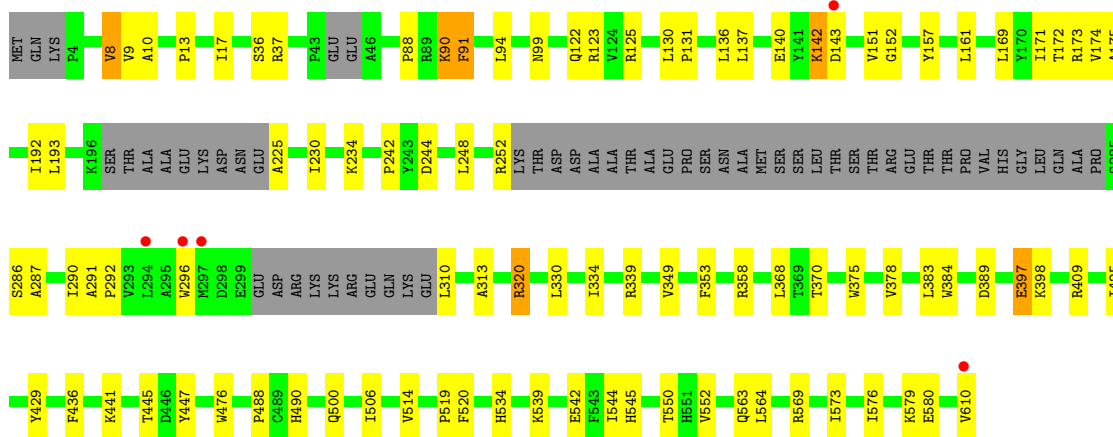 MET GLN LYS P4 V8 V9 A10 P13 I17 S36 R37 P43 GLU GLU A46 P88 R89 K90 F91 L94 N99 Q122 R123 V124 R125 L130 P131 L136 L137 E140 Y141 K142 D143 V151 G152 Y157 L161 L169 Y170 I171 T172 R173 V174
I192 L193 K196 SER THR ALA ALA GLU LYS ASP ASN GLU A225 I230 K234 P242 Y243 D244 L248 R252 LYS THR ASP ASP ALA ALA THR ALA GLU PRO SER ASN ALA MET SER SER LEU THR SER THR ARG GLU THR THR PRO VAL HIS GLY LEU GLN ALA PRO
S286 A287 I290 A291 P292 V293 L294 A295 W296 M297 D298 E299 GLU ASP ARG LYS LYS ARG GLU GLN LYS GLU L310 A313 R320 L330 I334 R339 V349 F353 R358 L368 T369 T370 W375 V378 L383 W384 D389 E397 K398 R409
Y429 F436 K441 T445 D446 Y447 W476 P488 C489 H490 Q500 I506 V514 P519 F520 H534 K539 E542 F543 I544 H545 T550 H551 V552 Q563 L564 R569 I573 I576 K579 E580 V610